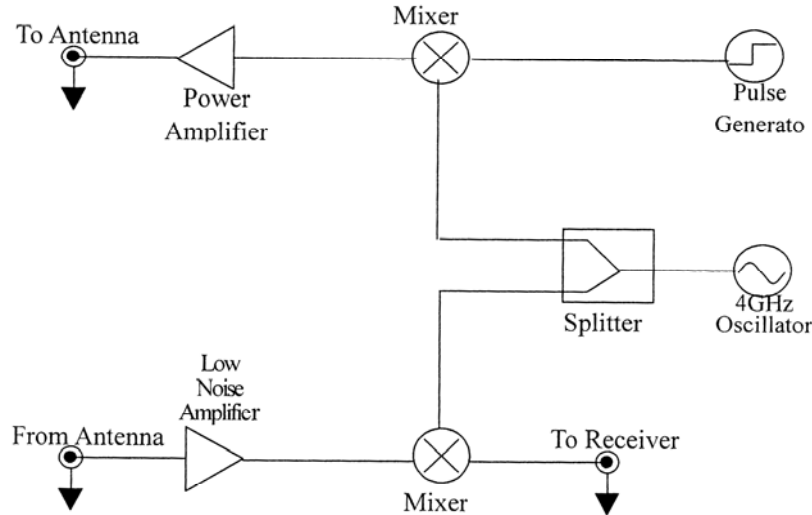 Mixer
To Antenna
Power
Amplifier
Pulse
Generato
Splitter
4GHz
Oscillator
Low
Noise
Amplifier
From Antenna
To Receiver
Mixer